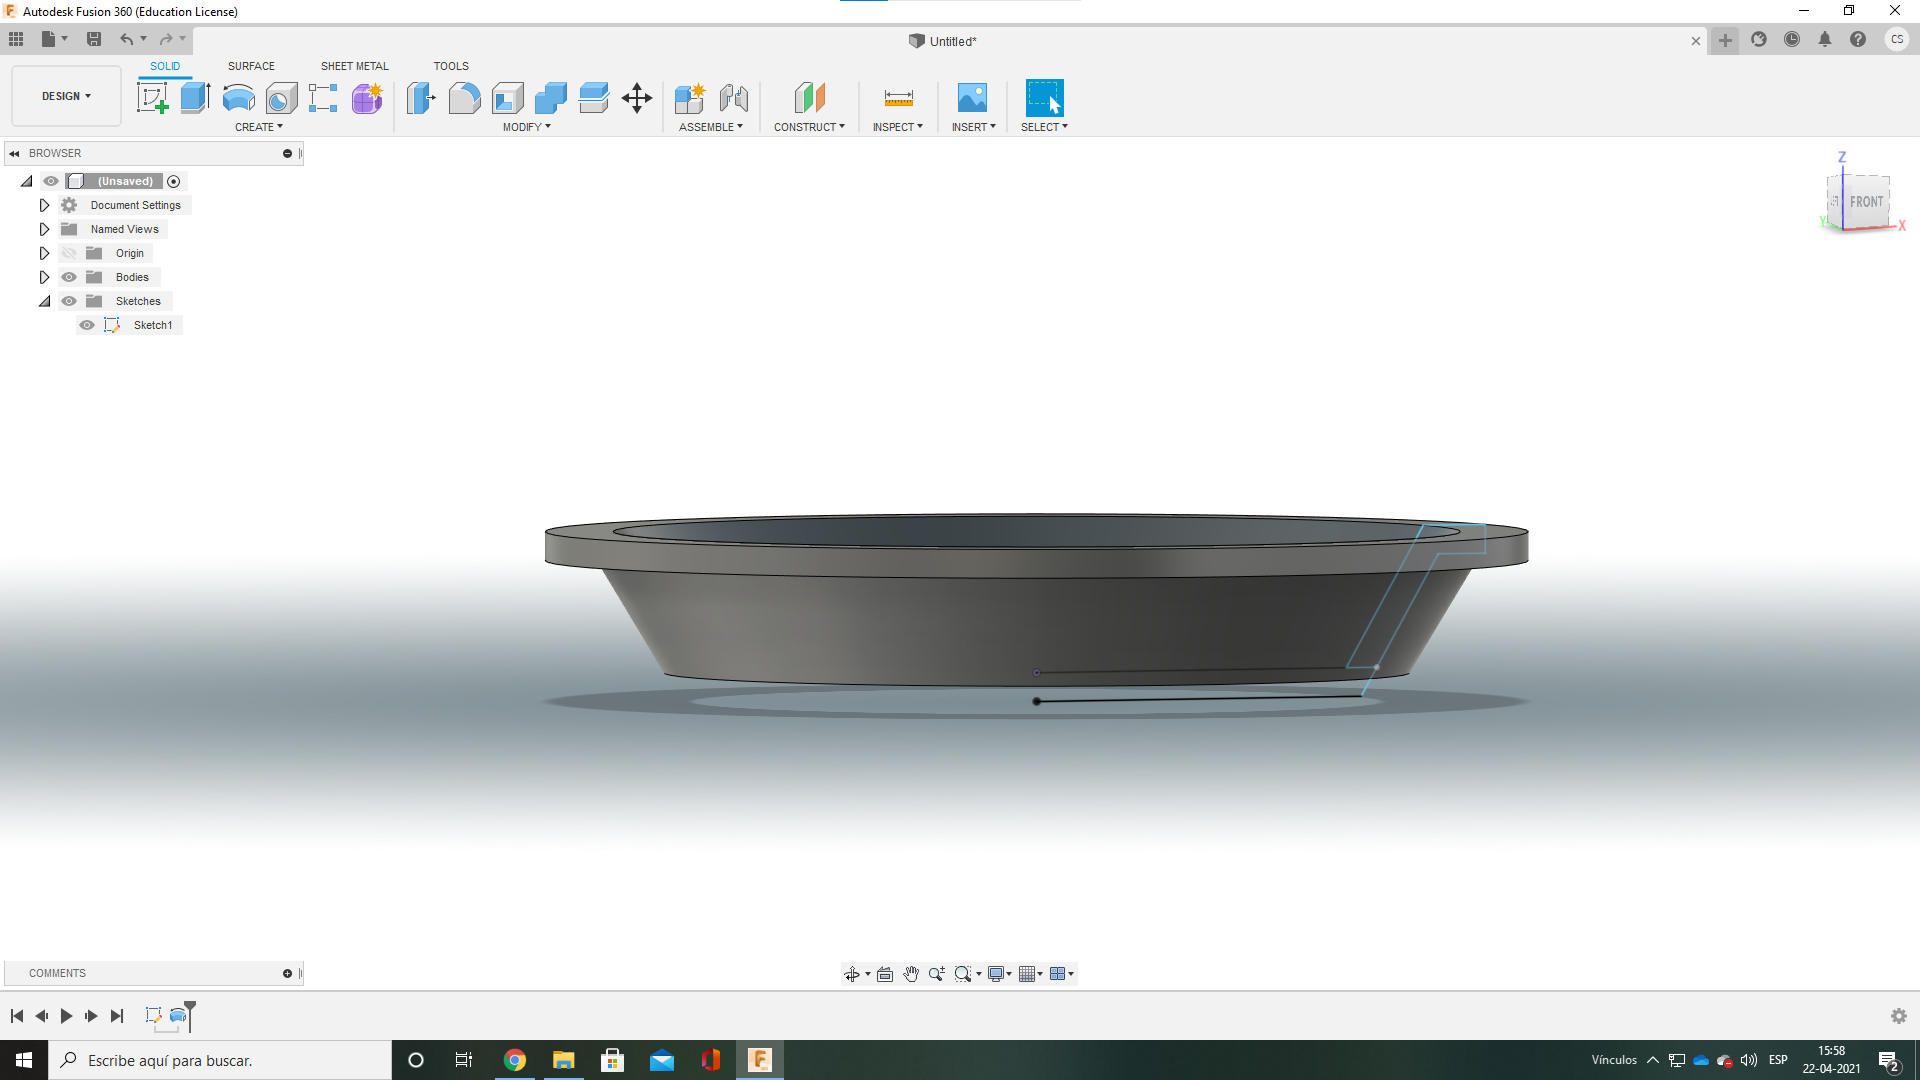 Autodesk Fusion 360 (Education License)
Untitled*
CS
SOLID SURFACE SHEET METAL TOOLS
DESIGN
CREATE MODIFY ASSEMBLE CONSTRUCT INSPECT INSERT SELECT
BROWSER
(Unsaved)
Document Settings
Named Views
Origin
Bodies
Sketches
Sketch1
Z
FRONT
Y
X
COMMENTS
Escribe aquí para buscar.
Vínculos
ESP
15:58
22-04-2021
2